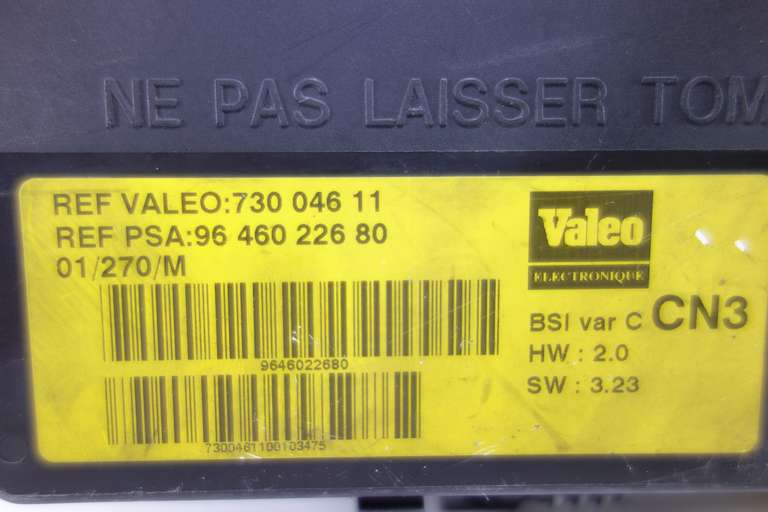 NE PAS LAISSER TOM
REF VALEO:730 046 11
REF PSA:96 460 226 80
01/270/M
9646022680
7300461100103475
Valeo
ELECTRONIQUE
BSI var C CN3
HW : 2.0
SW : 3.23